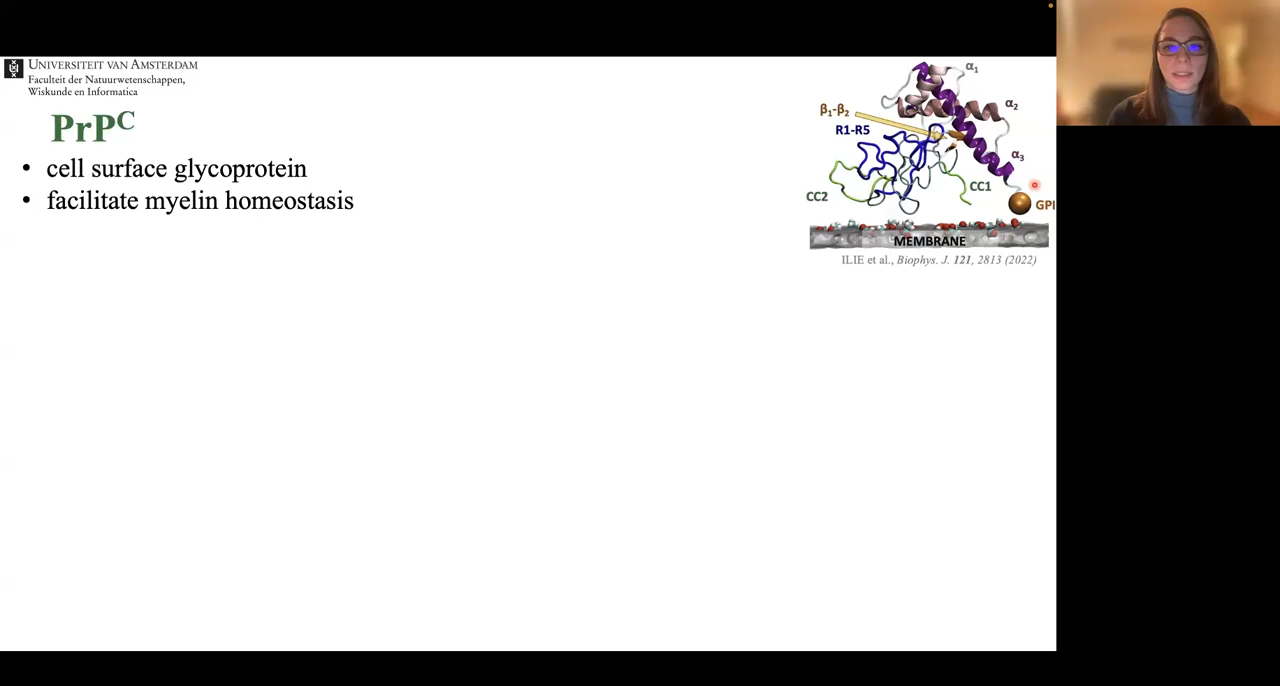 UNIVERSITEIT VAN AMSTERDAM
Faculteit der Natuurwetenschappen,
Wiskunde en Informatica
PrPC
• cell surface glycoprotein
• facilitate myelin homeostasis
α1
α2
β1-β2
R1-R5
α3
CC1
CC2
GPI
MEMBRANE
ILIE et al., Biophys. J. 121, 2813 (2022)